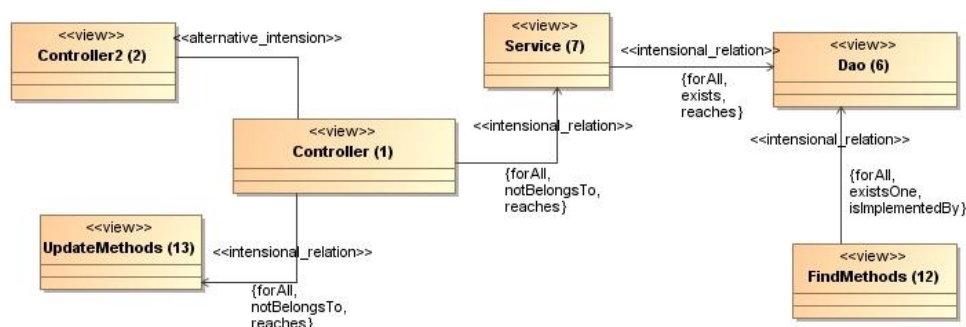 <<view>>
Controller2 (2)
<<alternative_intension>>
<<view>>
Service (7)
<<intensional_relation>>
{forAll,
exists,
reaches}
<<view>>
Dao (6)
<<view>>
Controller (1)
<<intensional_relation>>
{forAll,
notBelongsTo,
reaches}
<<intensional_relation>>
{forAll,
existsOne,
isImplementedBy}
<<view>>
UpdateMethods (13)
<<intensional_relation>>
{forAll,
notBelongsTo,
reaches}
<<view>>
FindMethods (12)